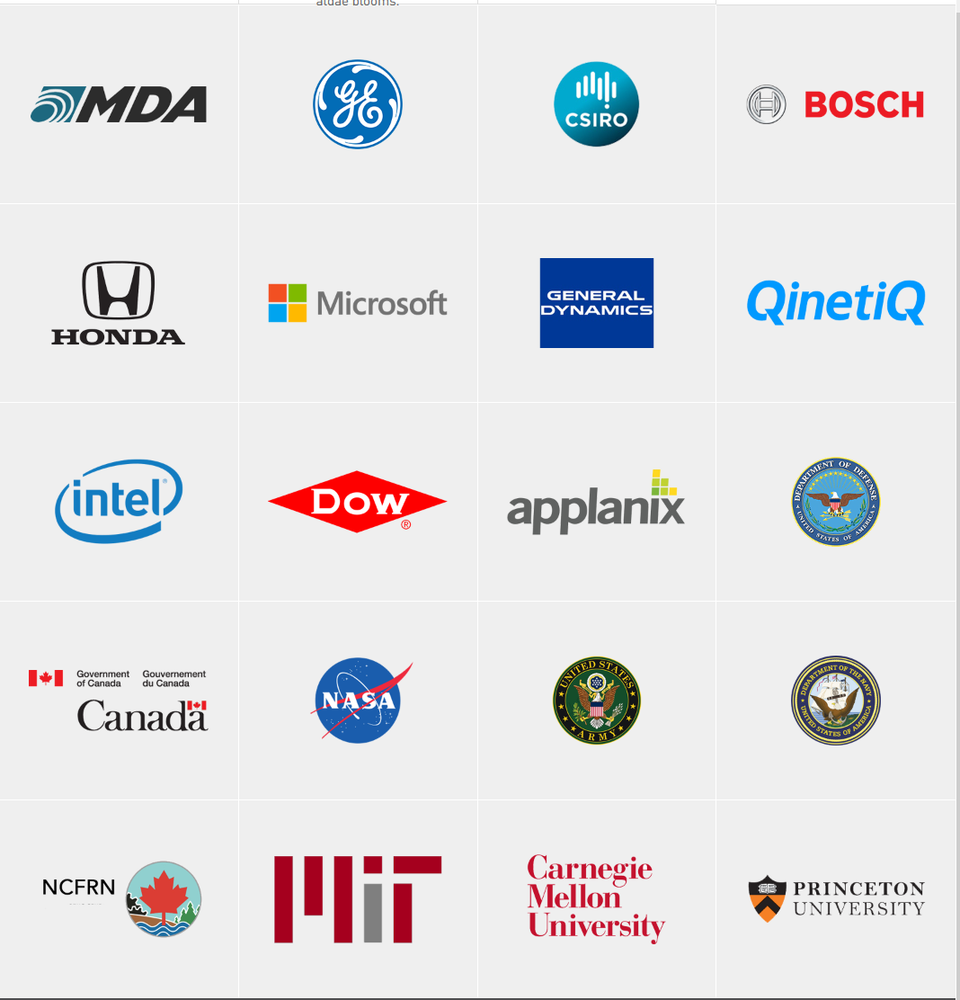 algae blooms.
MDA
GE
CSIRO
BOSCH
HONDA
Microsoft
GENERAL
DYNAMICS
QinetiQ
intel®
DOW
®
applanix
DEPARTMENT OF DEFENSE
UNITED STATES OF AMERICA
Government
of Canada
Gouvernement
du Canada
Canada
NASA
UNITED STATES
ARMY
DEPARTMENT OF THE NAVY
UNITED STATES OF AMERICA
NCFRN
MIT
Carnegie
Mellon
University
PRINCETON
UNIVERSITY